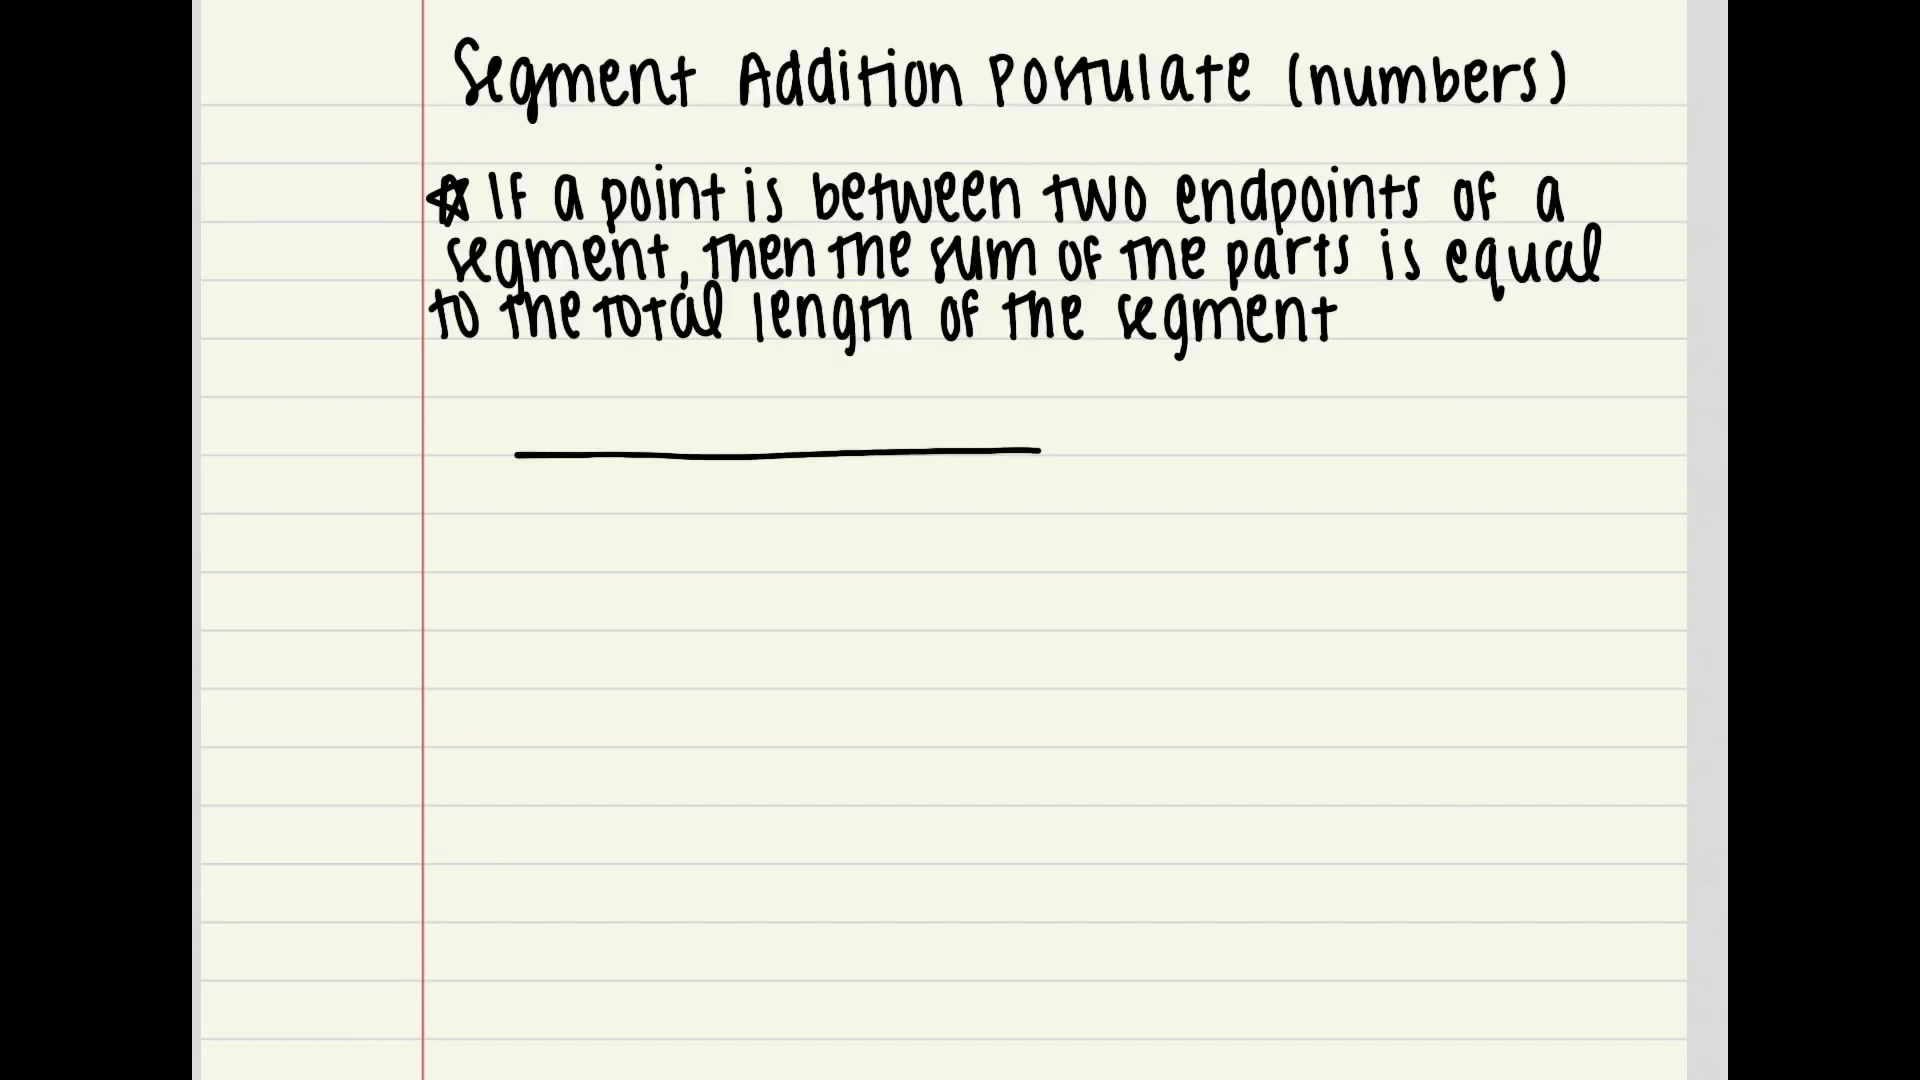 Segment Addition Postulate (numbers)
☆ If a point is between two endpoints of a
segment, then the sum of the parts is equal
to the total length of the segment